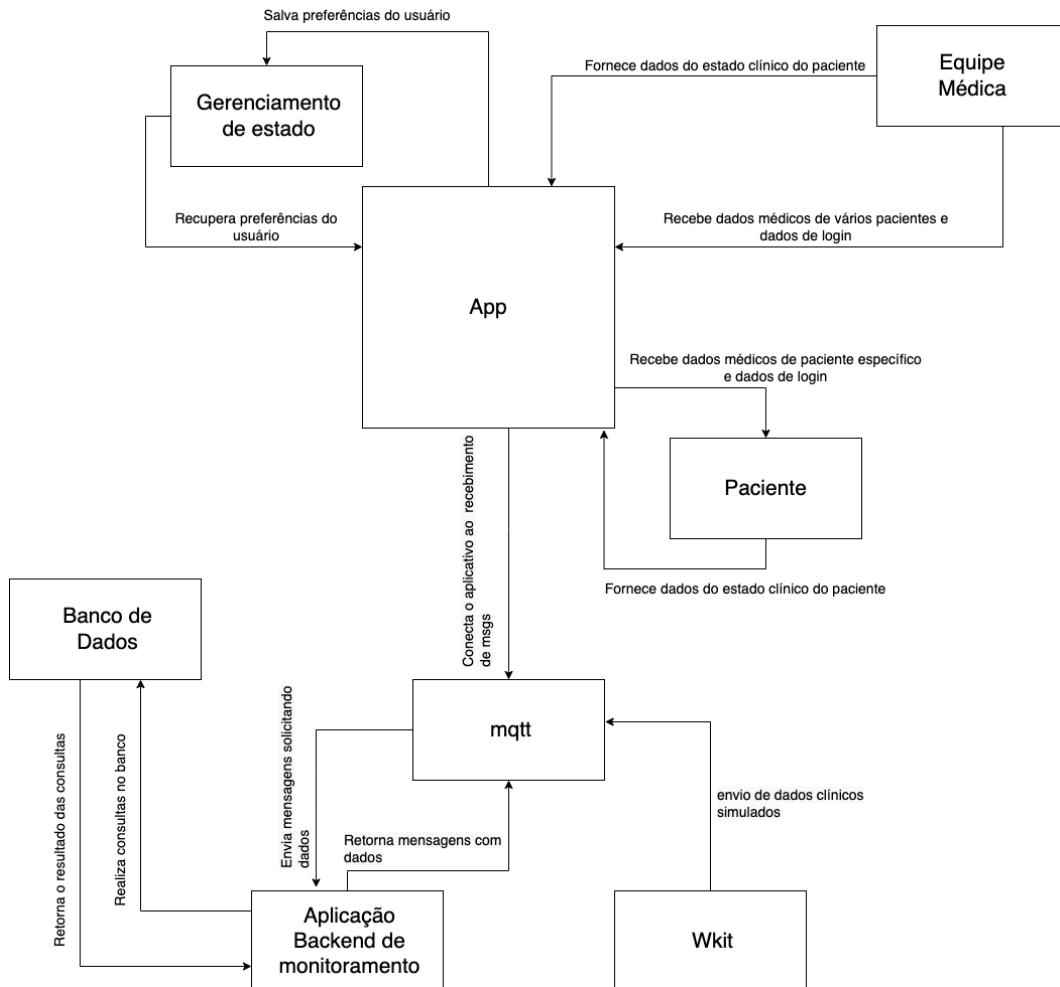 Salva preferências do usuário
Equipe
Médica
Fornece dados do estado clínico do paciente
Gerenciamento
de estado
Recupera preferências do
usuário
Recebe dados médicos de vários pacientes e
dados de login
App
Recebe dados médicos de paciente específico
e dados de login
Paciente
Fornece dados do estado clínico do paciente
Conecta o aplicativo ao recebimento
de msgs
Banco de
Dados
mqtt
Retorna o resultado das consultas
Realiza consultas no banco
Envia mensagens solicitando
dados
Retorna mensagens com
dados
envio de dados clínicos
simulados
Aplicação
Backend de
monitoramento
Wkit